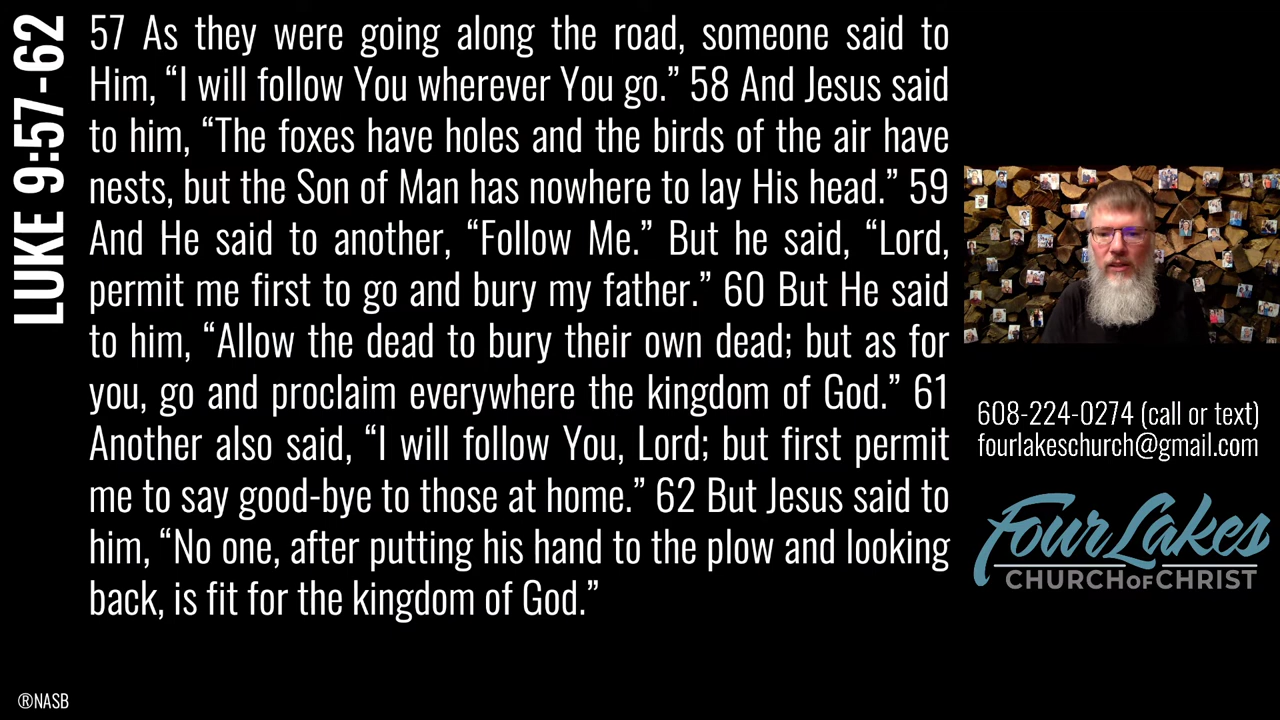 LUKE 9:57-62
57 As they were going along the road, someone said to
Him, “I will follow You wherever You go.” 58 And Jesus said
to him, “The foxes have holes and the birds of the air have
nests, but the Son of Man has nowhere to lay His head.” 59
And He said to another, “Follow Me.” But he said, “Lord,
permit me first to go and bury my father.” 60 But He said
to him, “Allow the dead to bury their own dead; but as for
you, go and proclaim everywhere the kingdom of God.” 61
Another also said, “I will follow You, Lord; but first permit
me to say good-bye to those at home.” 62 But Jesus said to
him, “No one, after putting his hand to the plow and looking
back, is fit for the kingdom of God.”
®NASB
608-224-0274 (call or text)
fourlakeschurch@gmail.com
Four Lakes
CHURCH OF CHRIST